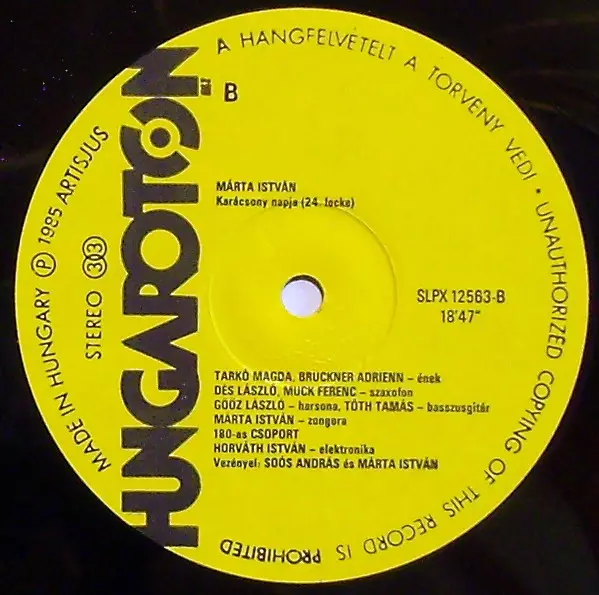 HUNGAROTON
B
MÁRTA ISTVÁN
Karácsony napja (24. lecke)
SLPX 12563-B
18'47"
TARKÓ MAGDA, BRUCKNER ADRIENN – ének
DÉS LÁSZLÓ, MUCK FERENC – szaxofon
GŐŐZ LÁSZLÓ – harsona, TÓTH TAMÁS – basszusgitár
MÁRTA ISTVÁN – zongora
180-as CSOPORT
HORVÁTH ISTVÁN – elektronika
Vezényel: SOÓS ANDRÁS és MÁRTA ISTVÁN
STEREO 33
MADE IN HUNGARY Ⓟ 1985 ARTISJUS
A HANGFELVÉTELT A TÖRVÉNY VÉDI • UNAUTHORIZED COPYING OF THIS RECORD IS PROHIBITED